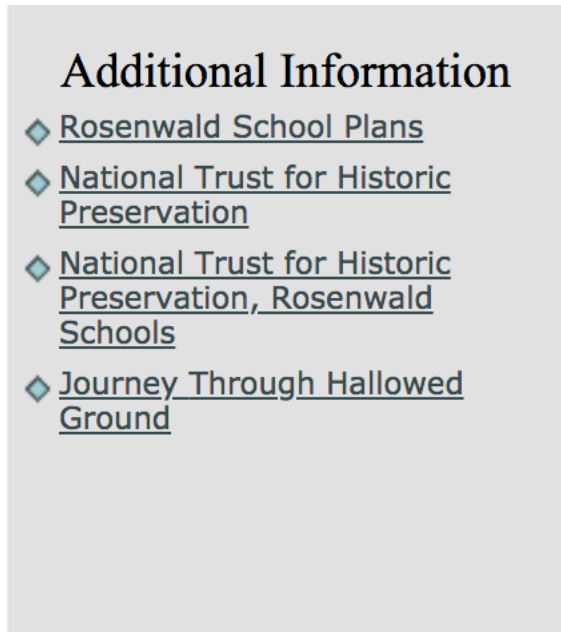 Additional Information
Rosenwald School Plans
National Trust for Historic
Preservation
National Trust for Historic
Preservation, Rosenwald
Schools
Journey Through Hallowed
Ground